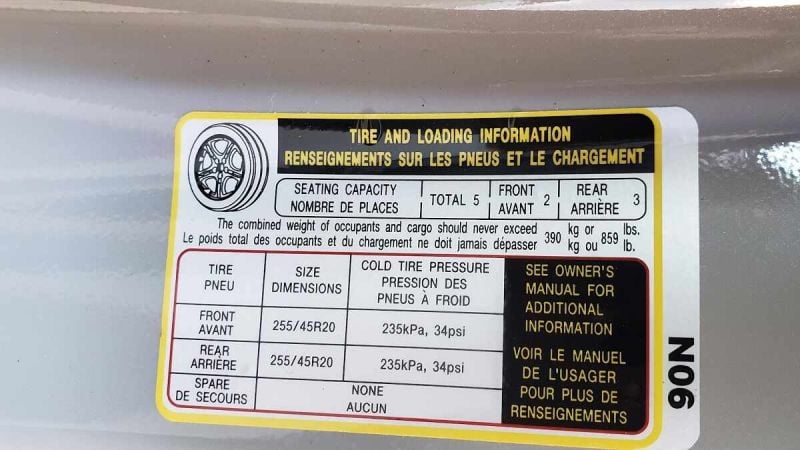 TIRE AND LOADING INFORMATION
RENSEIGNEMENTS SUR LES PNEUS ET LE CHARGEMENT
SEATING CAPACITY
NOMBRE DE PLACES
TOTAL 5
FRONT
AVANT 2
REAR
ARRIÈRE 3
The combined weight of occupants and cargo should never exceed 390 kg or 859 lbs.
Le poids total des occupants et du chargement ne doit jamais dépasser 390 kg ou 859 lb.
TIRE
PNEU
SIZE
DIMENSIONS
COLD TIRE PRESSURE
PRESSION DES
PNEUS À FROID
FRONT
AVANT
255/45R20
235kPa, 34psi
REAR
ARRIÈRE
255/45R20
235kPa, 34psi
SPARE
DE SECOURS
NONE
AUCUN
SEE OWNER'S
MANUAL FOR
ADDITIONAL
INFORMATION
VOIR LE MANUEL
DE L'USAGER
POUR PLUS DE
RENSEIGNEMENTS
90N